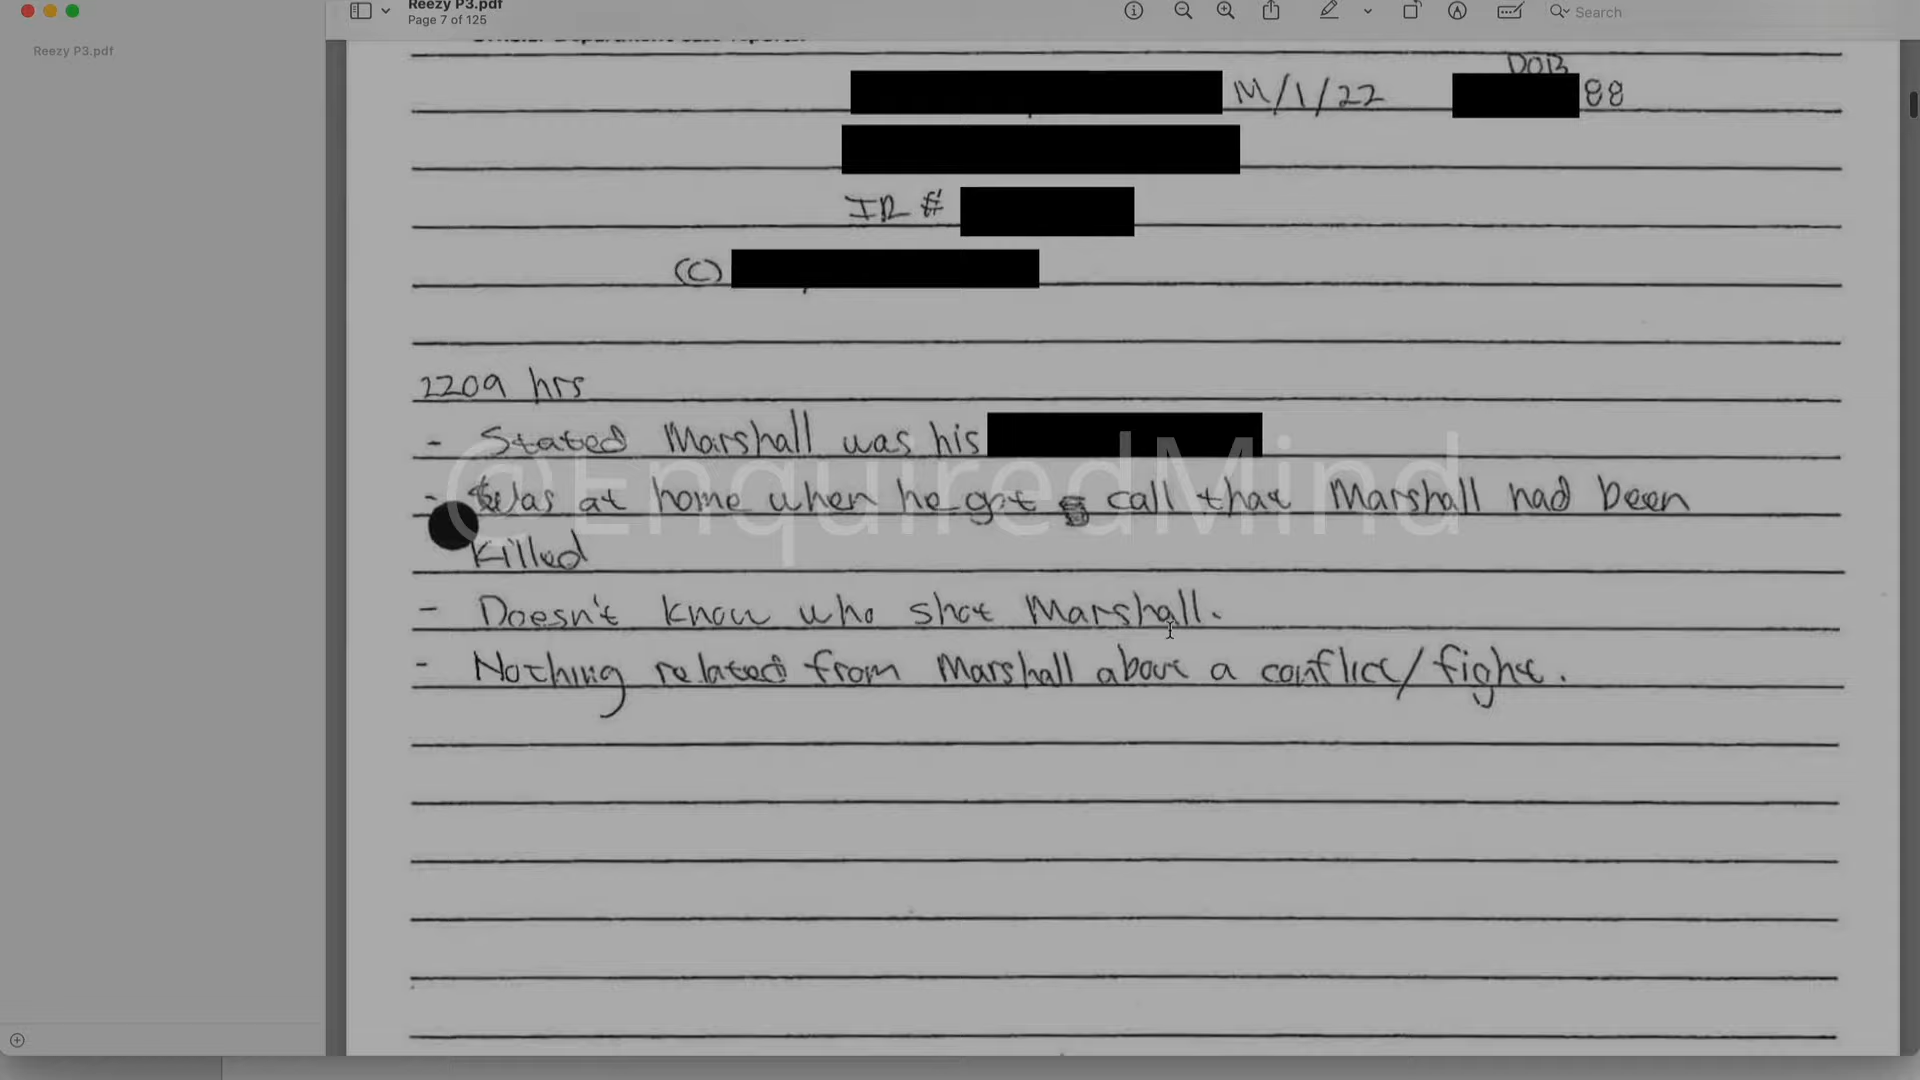 Reezy P3.pdf
Page 7 of 125
Search
Reezy P3.pdf
DOB
M/1/22 88
IR #
(C)
2209 hrs
- Stated Marshall was his
- Was at home when he got call that Marshall had been
killed
- Doesn't know who shot Marshall.
- Nothing related from Marshall about a conflict/fight.
@EnquiredMind